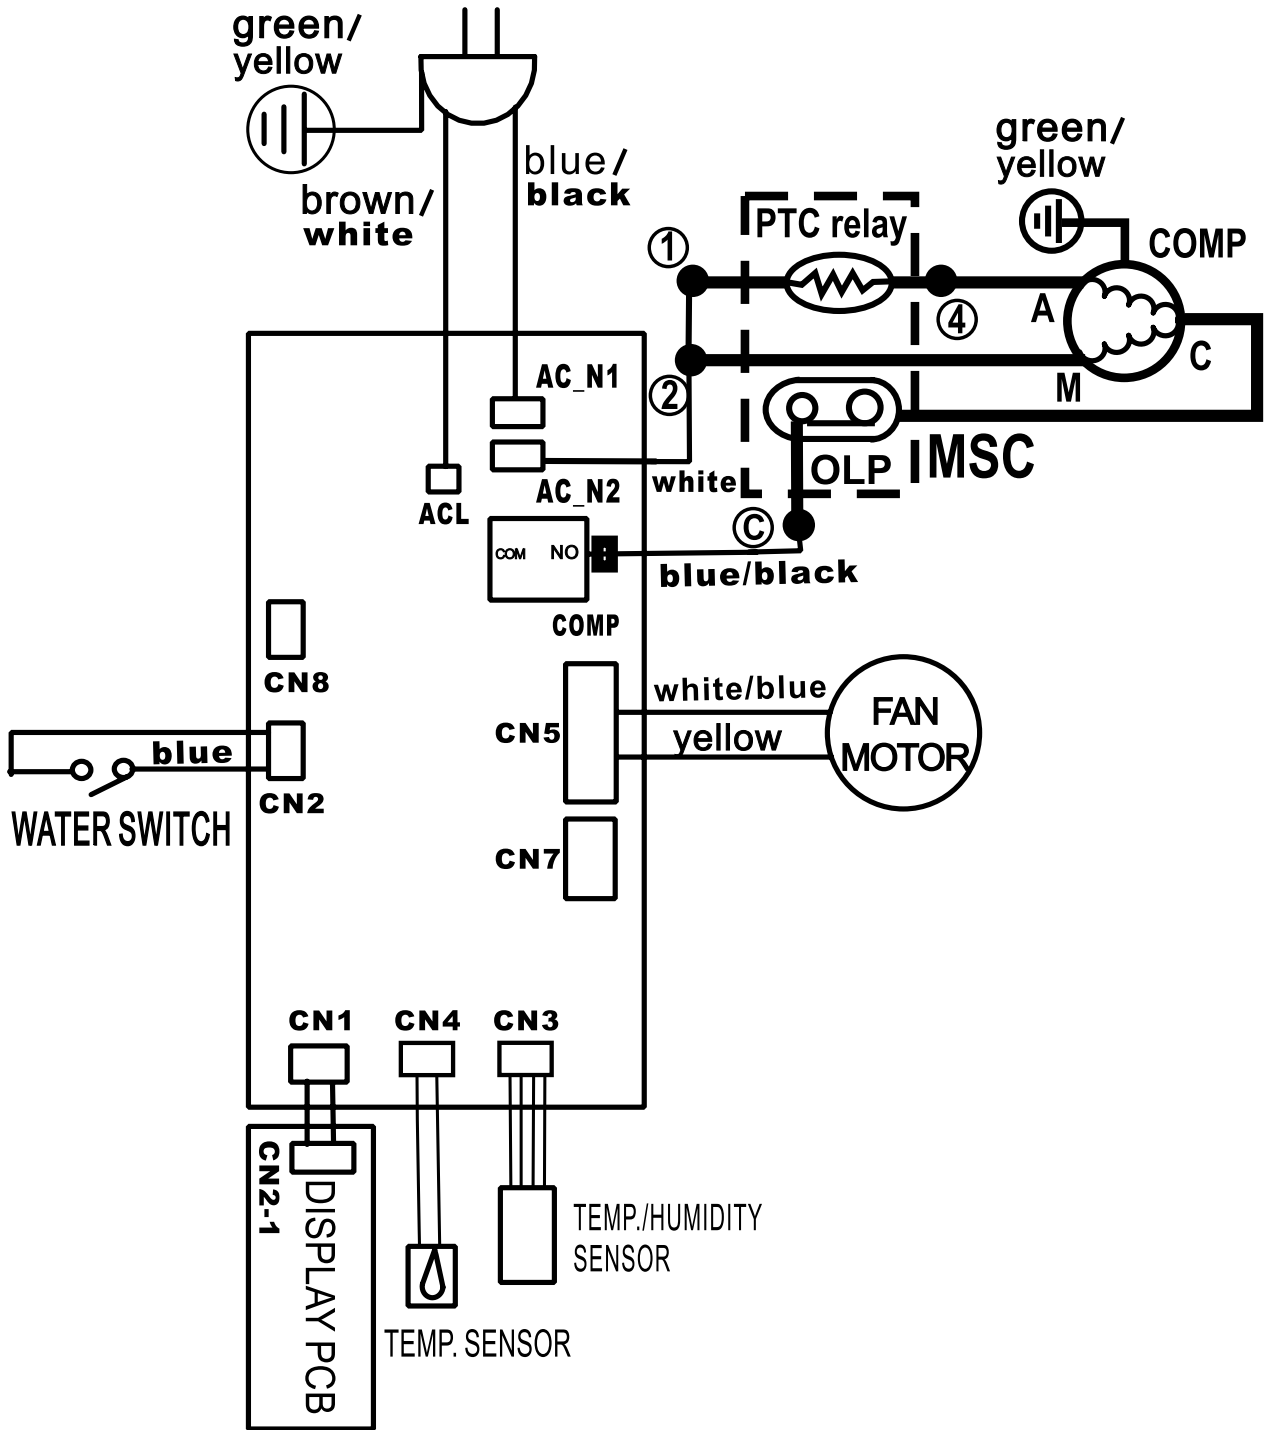 green/
yellow
brown/
white
blue/
black
green/
yellow
PTC relay
COMP
1
4
A
C
M
2
AC_N1
OLP
MSC
white
AC_N2
ACL
C
COM NO
blue/black
COMP
CN8
white/blue
FAN
MOTOR
CN5
yellow
blue
CN2
WATER SWITCH
CN7
CN1
CN4
CN3
CN2-1
DISPLAY PCB
TEMP./HUMIDITY
SENSOR
TEMP. SENSOR